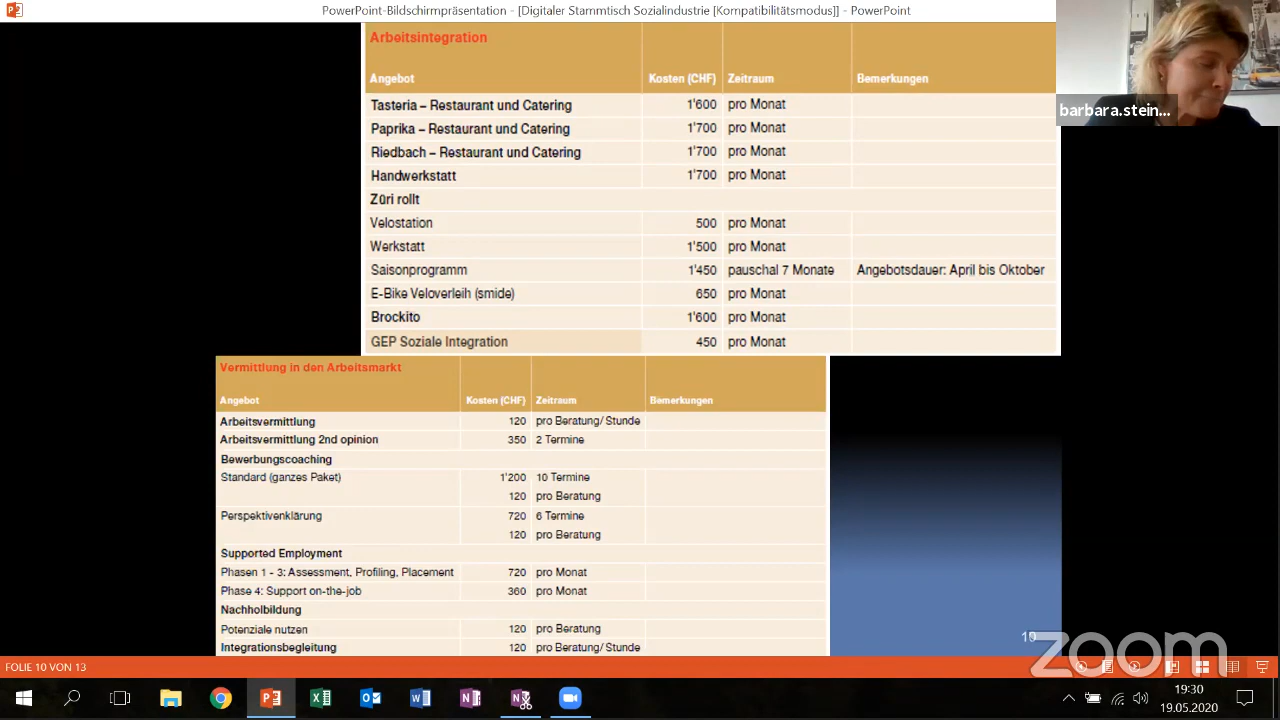 PowerPoint-Bildschirmpräsentation - [Digitaler Stammtisch Sozialindustrie [Kompatibilitätsmodus]] - PowerPoint
barbara.stein...
Arbeitsintegration
Angebot Kosten (CHF) Zeitraum Bemerkungen
Tasteria – Restaurant und Catering 1'600 pro Monat
Paprika – Restaurant und Catering 1'700 pro Monat
Riedbach – Restaurant und Catering 1'700 pro Monat
Handwerkstatt 1'700 pro Monat
Züri rollt
Velostation 500 pro Monat
Werkstatt 1'500 pro Monat
Saisonprogramm 1'450 pauschal 7 Monate Angebotsdauer: April bis Oktober
E-Bike Veloverleih (smide) 650 pro Monat
Brockito 1'600 pro Monat
GEP Soziale Integration 450 pro Monat
Vermittlung in den Arbeitsmarkt
Angebot Kosten (CHF) Zeitraum Bemerkungen
Arbeitsvermittlung 120 pro Beratung/ Stunde
Arbeitsvermittlung 2nd opinion 350 2 Termine
Bewerbungscoaching
Standard (ganzes Paket) 1'200 10 Termine
120 pro Beratung
Perspektivenklärung 720 6 Termine
120 pro Beratung
Supported Employment
Phasen 1 - 3: Assessment, Profiling, Placement 720 pro Monat
Phase 4: Support on-the-job 360 pro Monat
Nachholbildung
Potenziale nutzen 120 pro Beratung
Integrationsbegleitung 120 pro Beratung/ Stunde
zoom
FOLIE 10 VON 13
19:30
19.05.2020